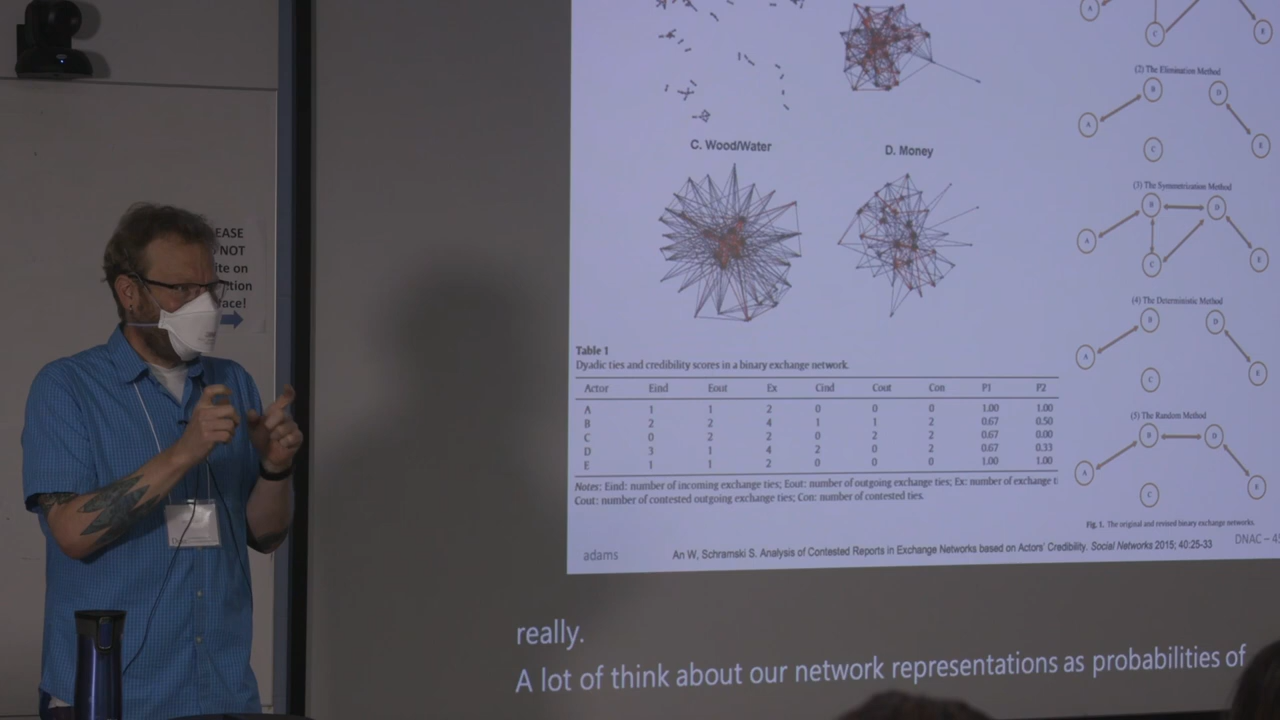 EASE
NOT
ite on
tion
ace!
C. Wood/Water
D. Money
A
C
E
(2) The Elimination Method
B
D
A
C
E
(3) The Symmetrization Method
B
D
A
C
E
(4) The Deterministic Method
B
D
A
C
E
(5) The Random Method
B
D
A
C
E
Fig. 1. The original and revised binary exchange networks.
Table 1
Dyadic ties and credibility scores in a binary exchange network.
Actor Eind Eout Ex Cind Cout Con P1 P2
A 1 1 2 0 0 0 1.00 1.00
B 2 2 4 1 1 2 0.67 0.50
C 0 2 2 0 2 2 0.67 0.00
D 3 1 4 2 0 2 0.67 0.33
E 1 1 2 0 0 0 1.00 1.00
Notes: Eind: number of incoming exchange ties; Eout: number of outgoing exchange ties; Ex: number of exchange t
Cout: number of contested outgoing exchange ties; Con: number of contested ties.
adams
An W, Schramski S. Analysis of Contested Reports in Exchange Networks based on Actors' Credibility. Social Networks 2015; 40:25-33
DNAC – 45
really.
A lot of think about our network representations as probabilities of